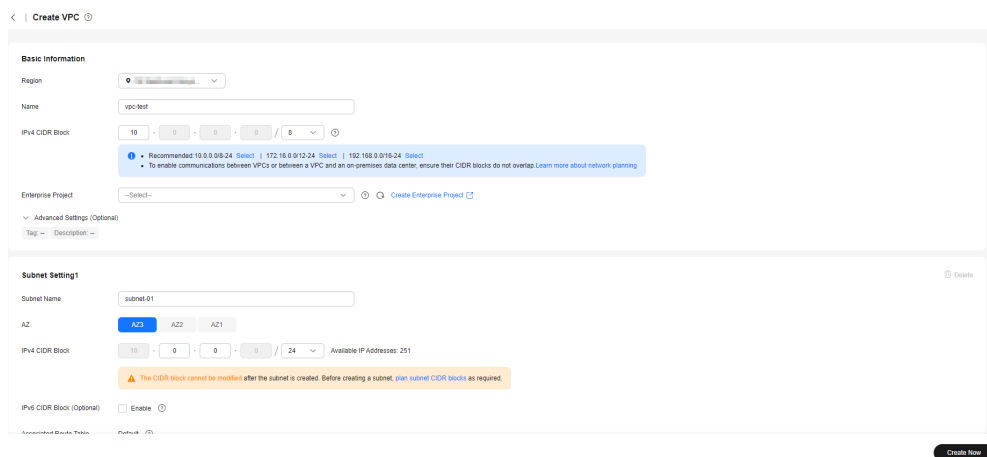 Create VPC
Basic Information
Region
Name vpc-test
IPv4 CIDR Block 10 . 0 . 0 . 0 / 8
Recommended:10.0.0.0/8-24 Select | 172.16.0.0/12-24 Select | 192.168.0.0/16-24 Select
To enable communications between VPCs or between a VPC and an on-premises data center, ensure their CIDR blocks do not overlap.Learn more about network planning
Enterprise Project --Select-- Create Enterprise Project
Advanced Settings (Optional)
Tag: -- Description: --
Subnet Setting1 Delete
Subnet Name subnet-01
AZ AZ3 AZ2 AZ1
IPv4 CIDR Block 10 . 0 . 0 . 0 / 24 Available IP Addresses: 251
The CIDR block cannot be modified after the subnet is created. Before creating a subnet, plan subnet CIDR blocks as required.
IPv6 CIDR Block (Optional) Enable
Associated Route Table Default
Create Now